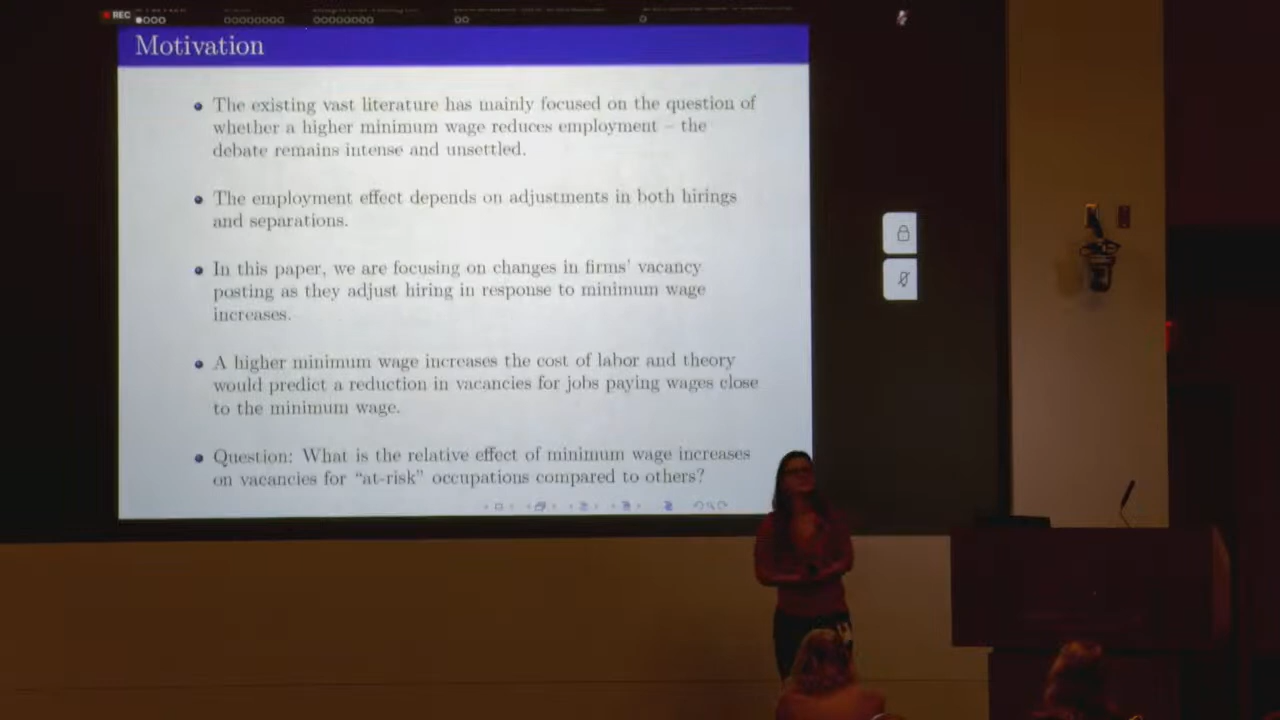 REC
Motivation
The existing vast literature has mainly focused on the question of
whether a higher minimum wage reduces employment – the
debate remains intense and unsettled.
The employment effect depends on adjustments in both hirings
and separations.
In this paper, we are focusing on changes in firms' vacancy
posting as they adjust hiring in response to minimum wage
increases.
A higher minimum wage increases the cost of labor and theory
would predict a reduction in vacancies for jobs paying wages close
to the minimum wage.
Question: What is the relative effect of minimum wage increases
on vacancies for “at-risk” occupations compared to others?